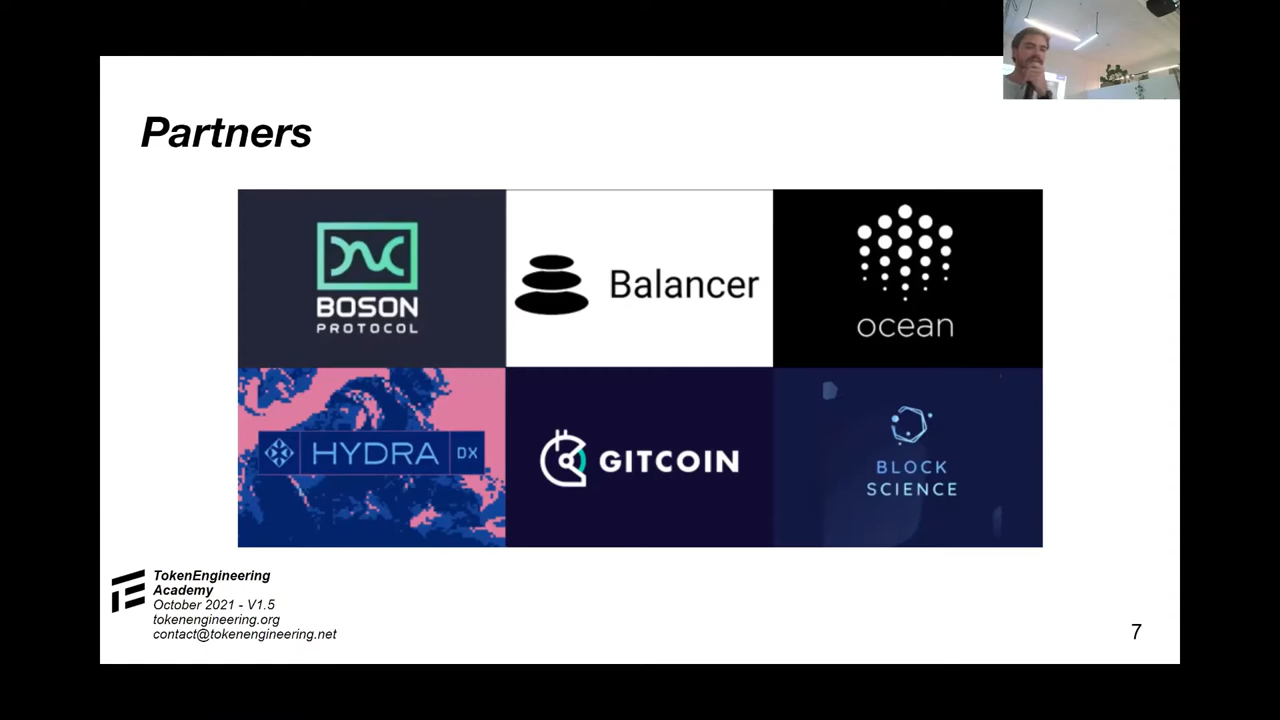 Partners
BOSON
PROTOCOL
Balancer
ocean
HYDRA DX
GITCOIN
BLOCK
SCIENCE
TokenEngineering
Academy
October 2021 - V1.5
tokenengineering.org
contact@tokenengineering.net
7